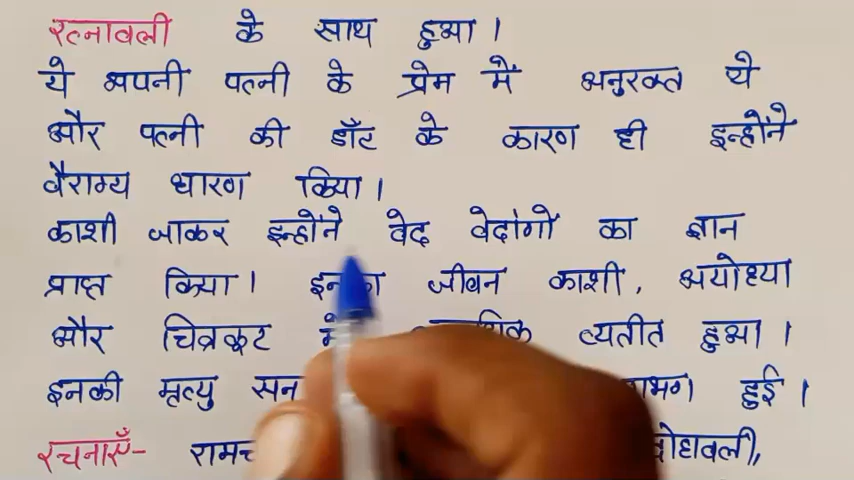 रत्नावली के साथ हुआ।
ये अपनी पत्नी के प्रेम में अनुरक्त थे
और पत्नी की डाँट के कारण ही इन्होंने
वैराग्य धारण किया।
काशी जाकर इन्होंने वेद वेदांगों का ज्ञान
प्राप्त किया। इनका जीवन काशी, अयोध्या
और चित्रकूट व्यतीत हुआ।
इनकी मृत्यु सन हुई।
रचनाएँ- दोहावली,